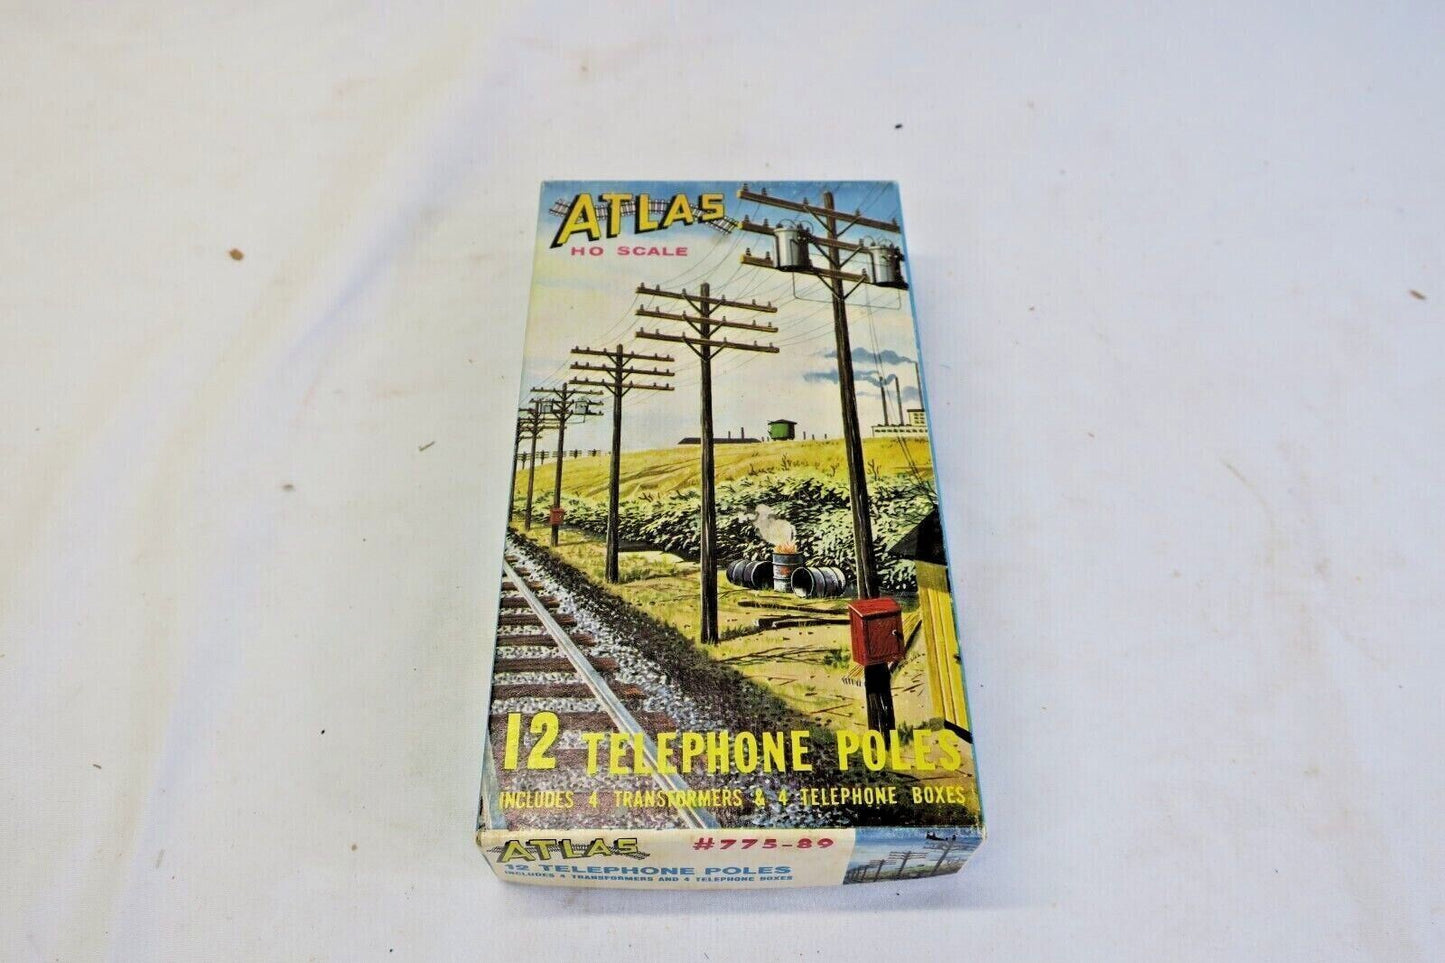 ATLAS
HO SCALE
12 TELEPHONE POLES
INCLUDES 4 TRANSFORMERS & 4 TELEPHONE BOXES
ATLAS #775-89
12 TELEPHONE POLES
INCLUDES 4 TRANSFORMERS AND 4 TELEPHONE BOXES